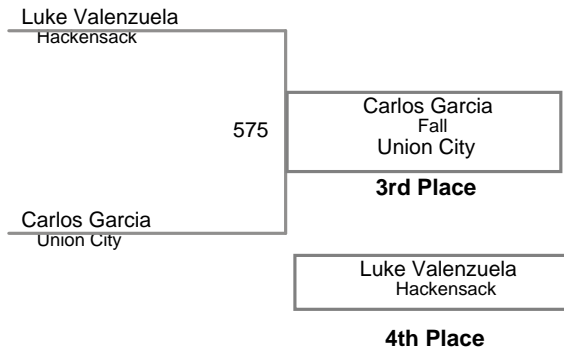 Luke Valenzuela
Hackensack
575
Carlos Garcia
Fall
Union City
3rd Place
Carlos Garcia
Union City
Luke Valenzuela
Hackensack
4th Place